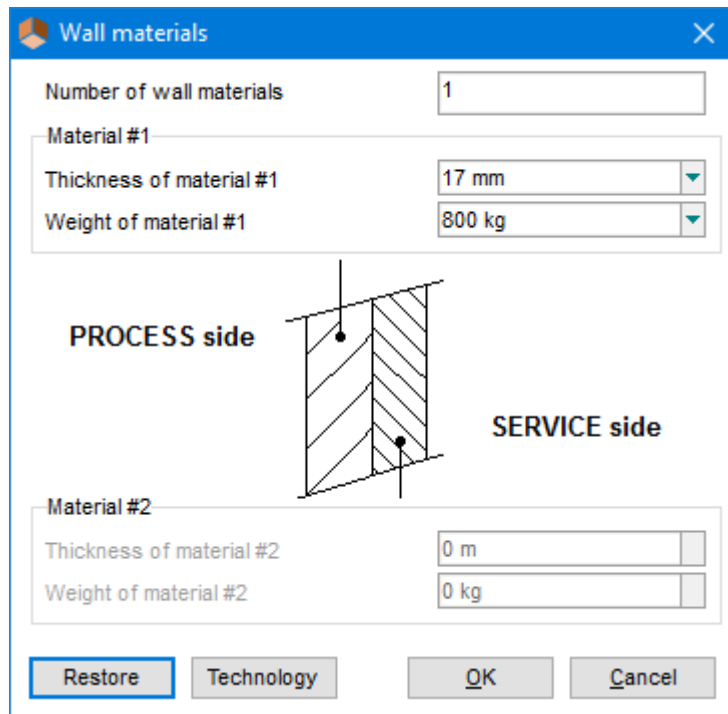 Wall materials
Number of wall materials 1
Material #1
Thickness of material #1 17 mm
Weight of material #1 800 kg
PROCESS side
SERVICE side
Material #2
Thickness of material #2 0 m
Weight of material #2 0 kg
Restore Technology OK Cancel